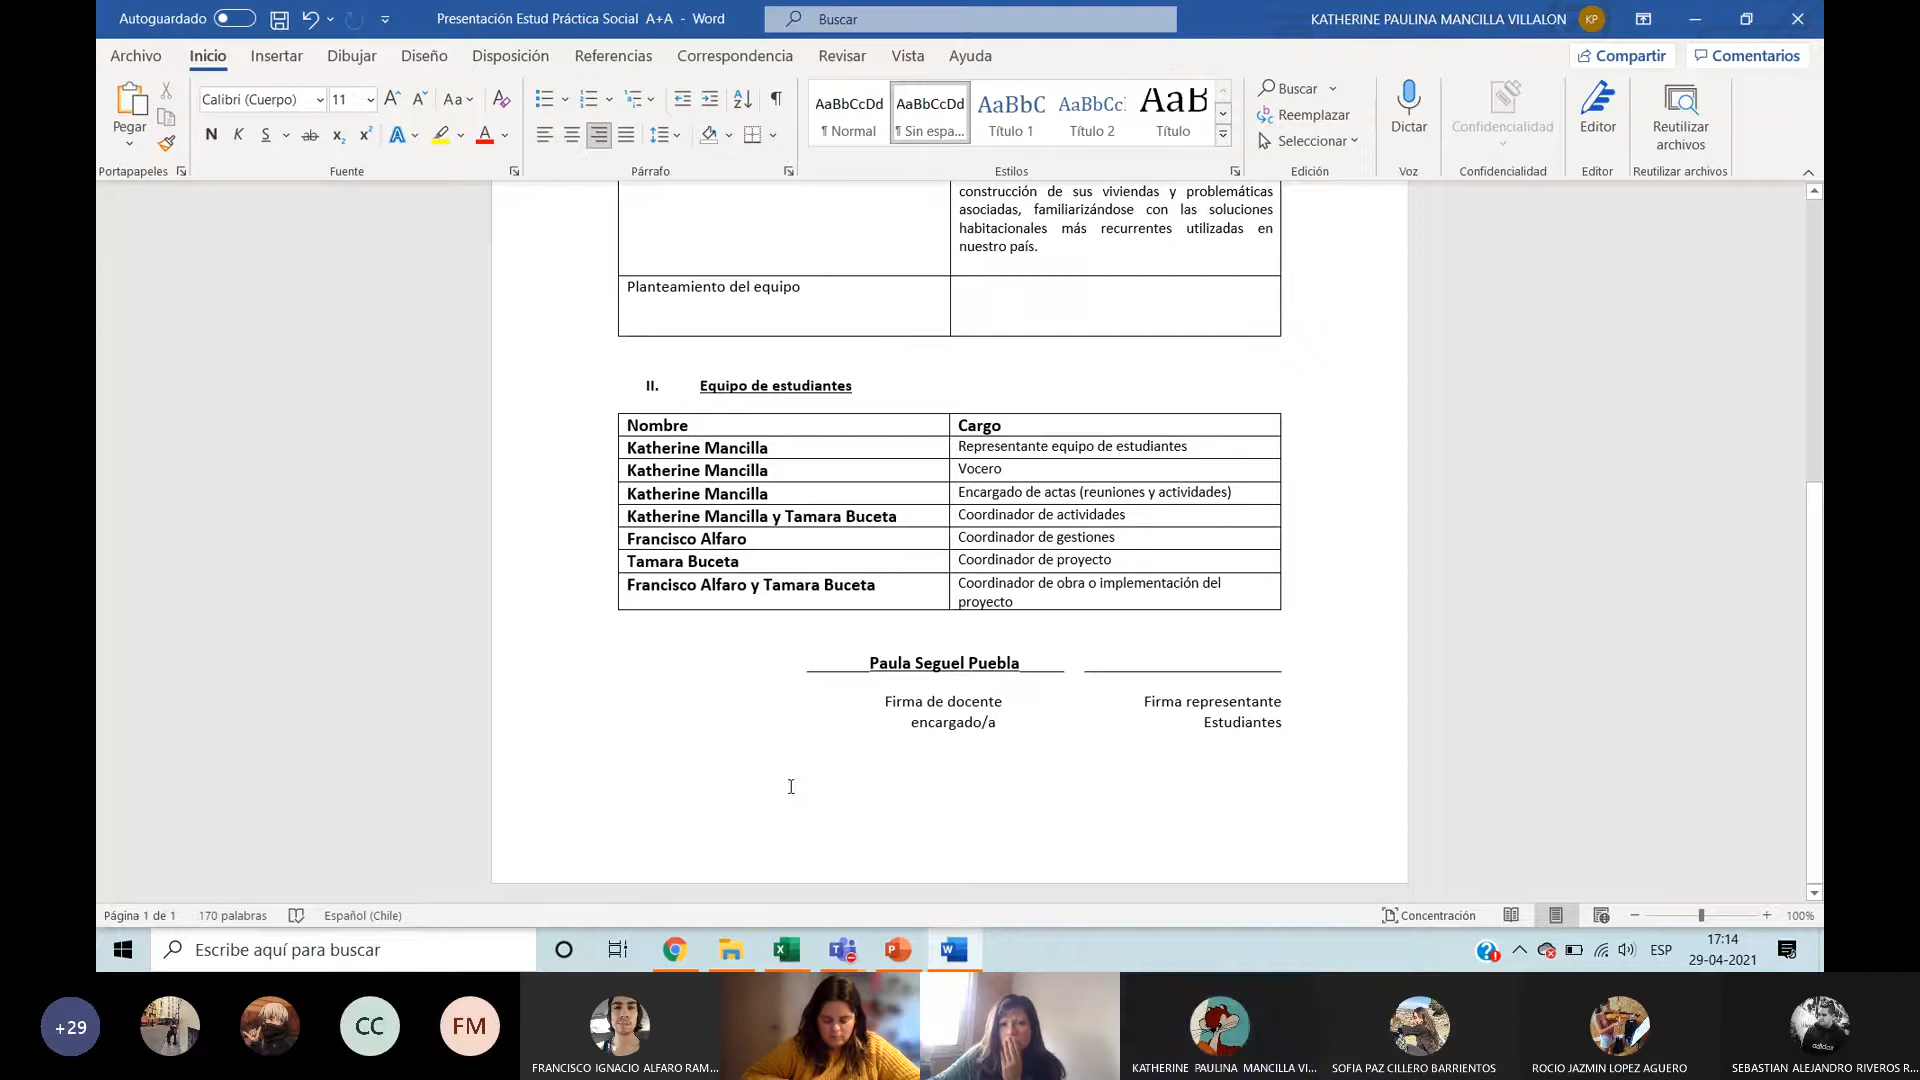 Autoguardado
Presentación Estud Práctica Social A+A - Word
Buscar
KATHERINE PAULINA MANCILLA VILLALON
KP
Archivo Inicio Insertar Dibujar Diseño Disposición Referencias Correspondencia Revisar Vista Ayuda
Compartir Comentarios
Pegar
Calibri (Cuerpo) 11
AaBbCcDd AaBbCcDd AaBbC AaBbCc AaB
¶ Normal ¶ Sin espa... Título 1 Título 2 Título
Buscar
Reemplazar
Seleccionar
Dictar
Confidencialidad
Editor
Reutilizar archivos
Portapapeles Fuente Párrafo Estilos Edición Voz Confidencialidad Editor Reutilizar archivos
construcción de sus viviendas y problemáticas
asociadas, familiarizándose con las soluciones
habitacionales más recurrentes utilizadas en
nuestro país.
Planteamiento del equipo
II. Equipo de estudiantes
Nombre Cargo
Katherine Mancilla Representante equipo de estudiantes
Katherine Mancilla Vocero
Katherine Mancilla Encargado de actas (reuniones y actividades)
Katherine Mancilla y Tamara Buceta Coordinador de actividades
Francisco Alfaro Coordinador de gestiones
Tamara Buceta Coordinador de proyecto
Francisco Alfaro y Tamara Buceta Coordinador de obra o implementación del
proyecto
Paula Seguel Puebla
Firma de docente Firma representante
encargado/a Estudiantes
Página 1 de 1 170 palabras Español (Chile)
Concentración
100%
Escribe aquí para buscar
ESP
17:14
29-04-2021
+29
CC
FM
FRANCISCO IGNACIO ALFARO RAM...
KATHERINE PAULINA MANCILLA VI...
SOFIA PAZ CILLERO BARRIENTOS
ROCIO JAZMIN LOPEZ AGUERO
SEBASTIAN ALEJANDRO RIVEROS R...